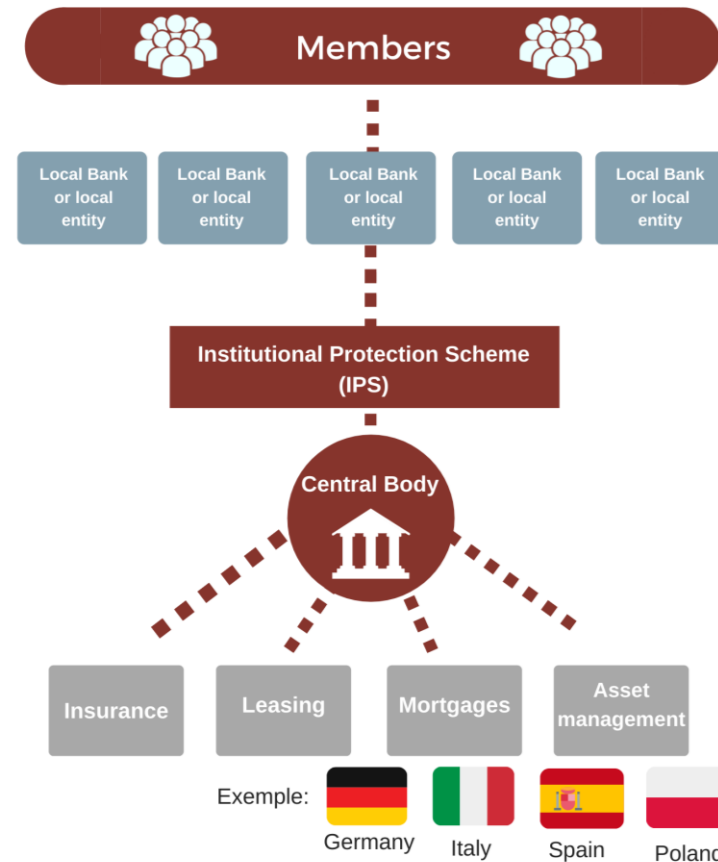 Members
Local Bank
or local
entity
Local Bank
or local
entity
Local Bank
or local
entity
Local Bank
or local
entity
Local Bank
or local
entity
Institutional Protection Scheme
(IPS)
Central Body
Insurance
Leasing
Mortgages
Asset
management
Exemple:
Germany
Italy
Spain
Poland